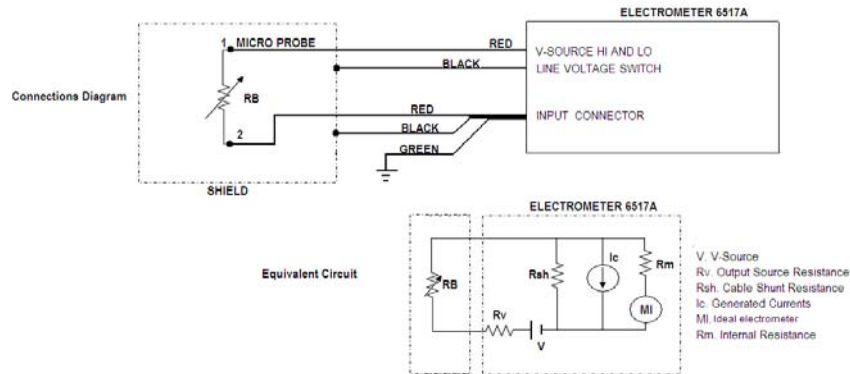 ELECTROMETER 6517A
1 MICRO PROBE
RED
V-SOURCE HI AND LO
BLACK
LINE VOLTAGE SWITCH
Connections Diagram
RB
RED
INPUT CONNECTOR
2
BLACK
GREEN
SHIELD
ELECTROMETER 6517A
Equivalent Circuit
RB
Rsh
Ic
Rm
MI
Rv
V
V. V-Source
Rv. Output Source Resistance
Rsh. Cable Shunt Resistance
Ic. Generated Currents
MI. Ideal electrometer
Rm. Internal Resistance